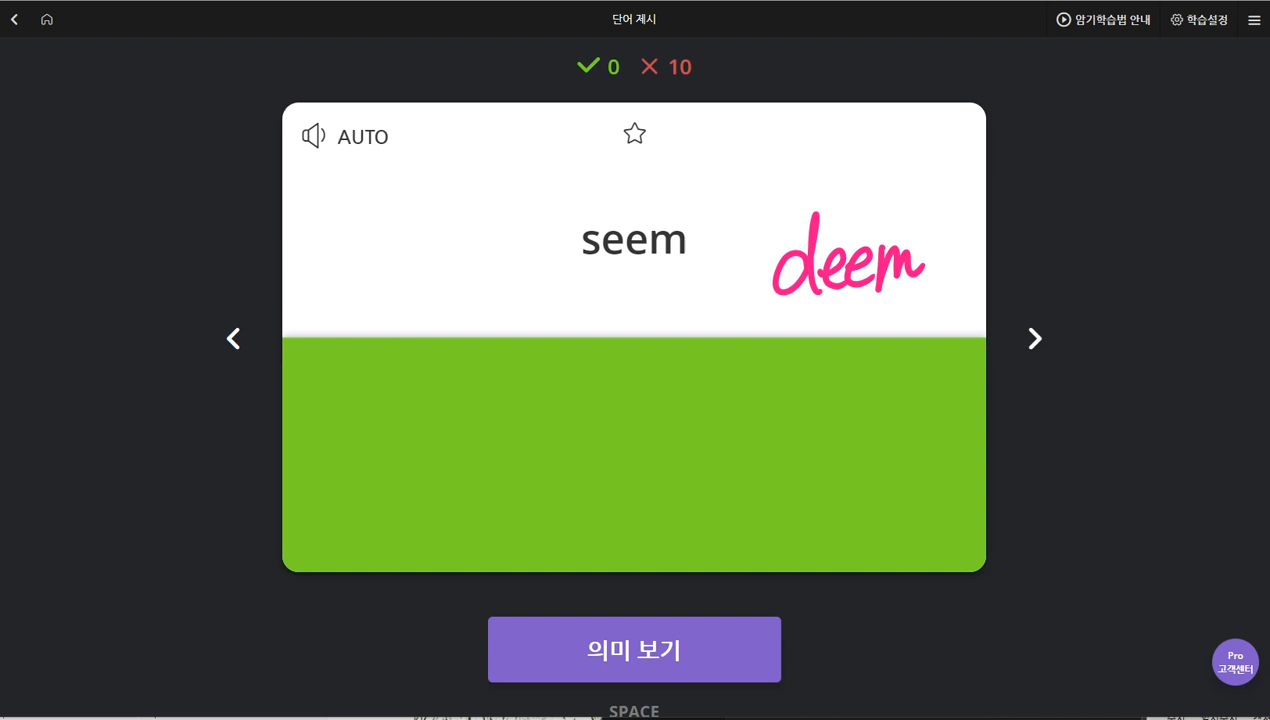 단어 제시
암기학습법 안내
학습설정
0 10
AUTO
seem
deem
의미 보기
SPACE
Pro
고객센터